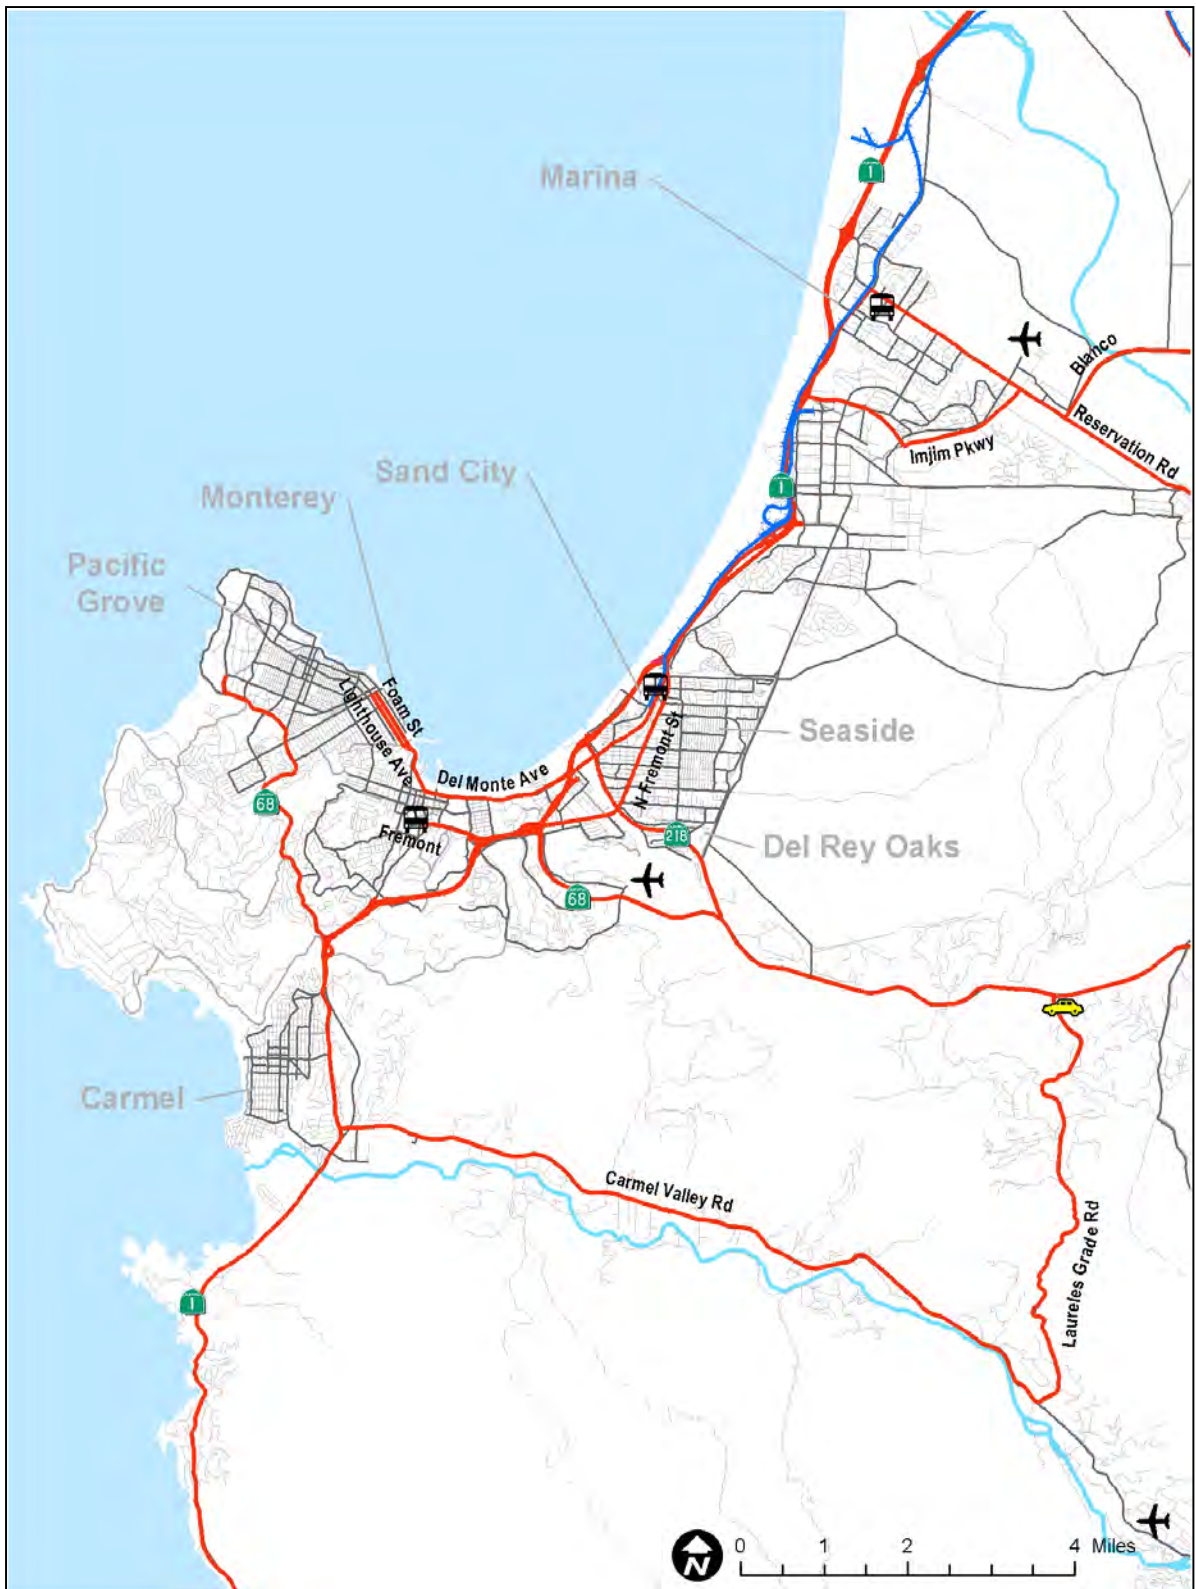 1
Marina
Blanco
Reservation Rd
Imjim Pkwy
Sand City
1
Monterey
Pacific
Grove
Foam St
Lighthouse Ave
Seaside
N Fremont St
Del Monte Ave
68
Fremont
218
Del Rey Oaks
68
Carmel
Carmel Valley Rd
Laureles Grade Rd
1
N
0 1 2 4 Miles